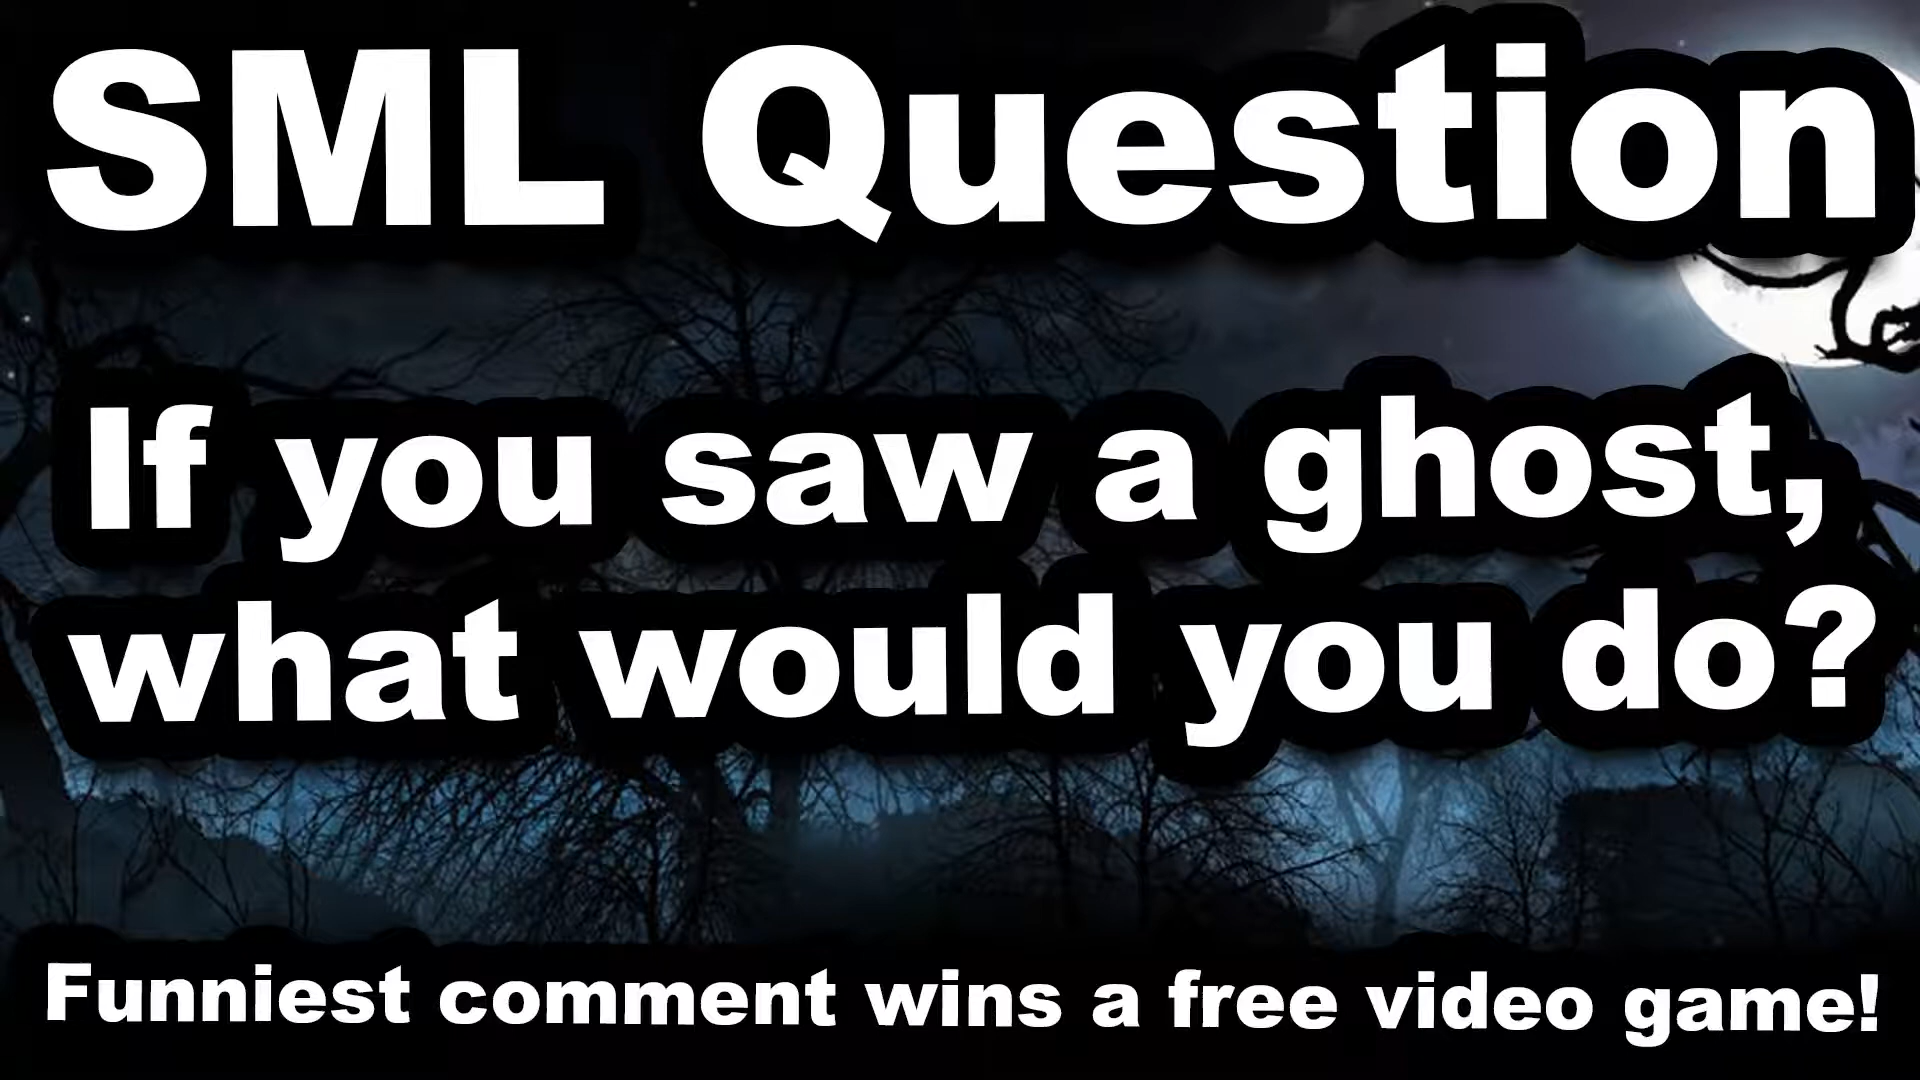 SML Question
If you saw a ghost,
what would you do?
Funniest comment wins a free video game!